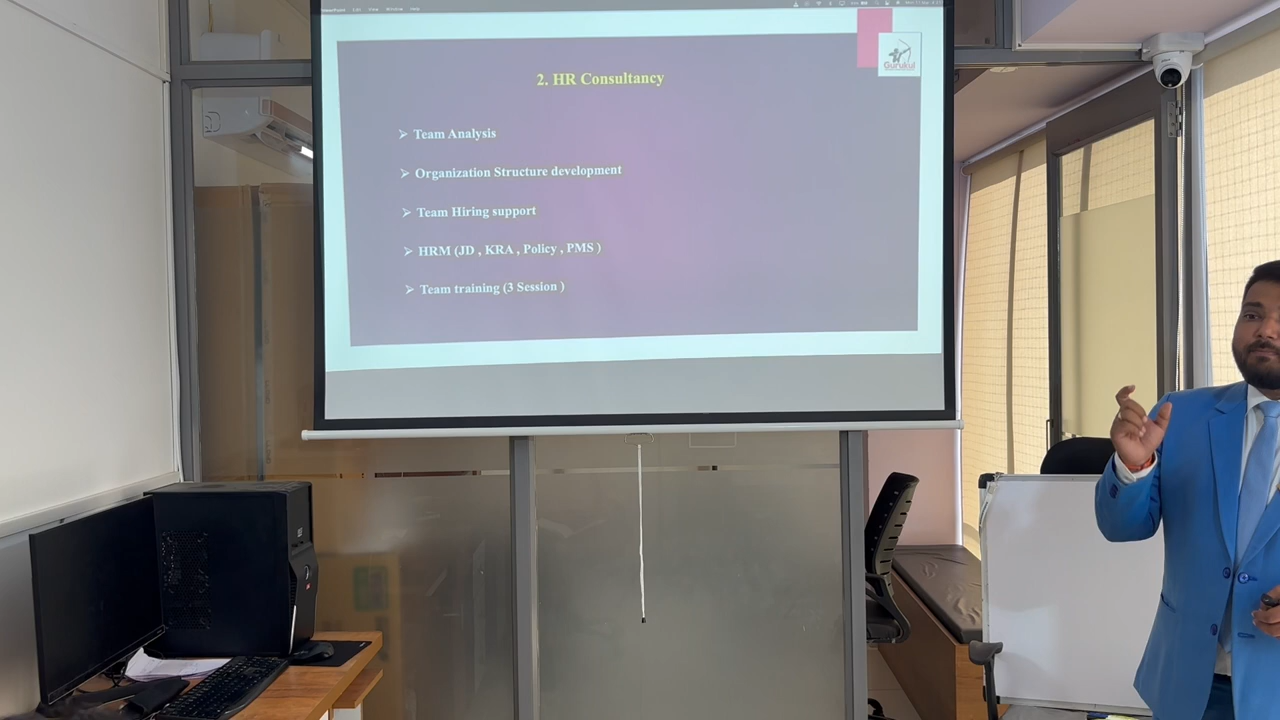 2. HR Consultancy
Gurukul
➢ Team Analysis
➢ Organization Structure development
➢ Team Hiring support
➢ HRM (JD , KRA , Policy , PMS )
➢ Team training (3 Session )